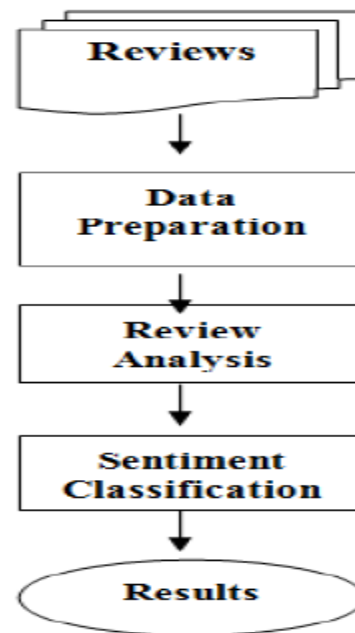 Reviews
Data
Preparation
Review
Analysis
Sentiment
Classification
Results